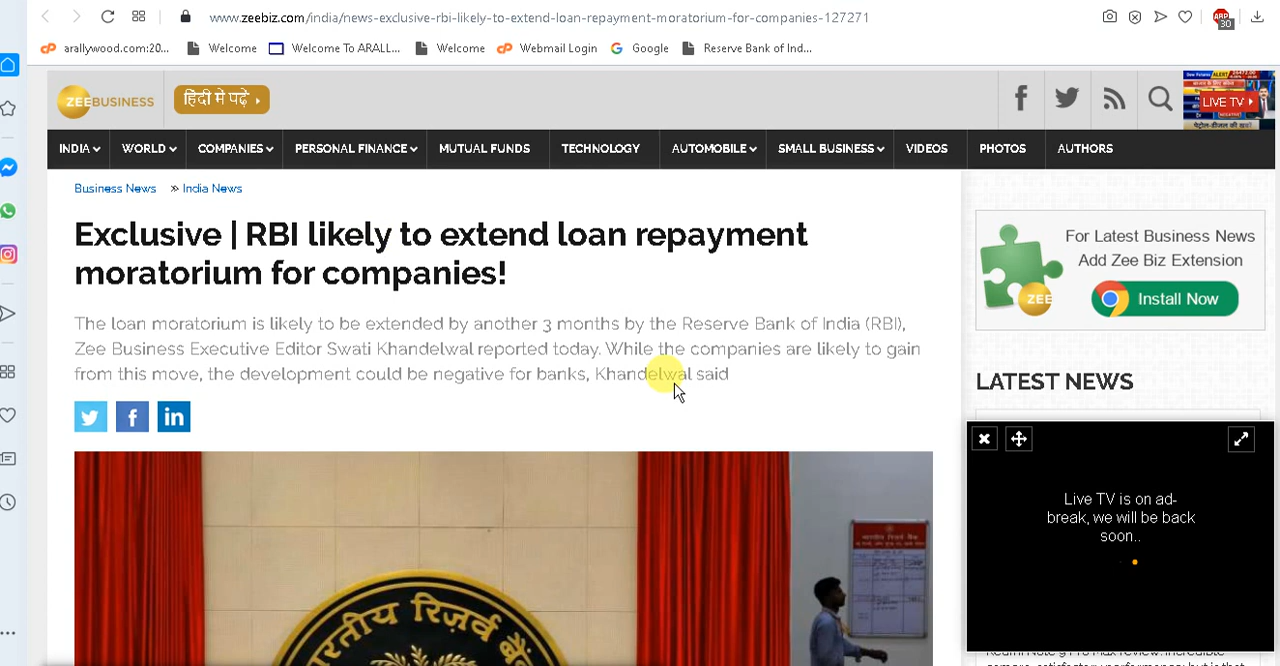 www.zeebiz.com/india/news-exclusive-rbi-likely-to-extend-loan-repayment-moratorium-for-companies-127271
ABP
30
arallywood.com:20...
Welcome
Welcome To ARALL...
Welcome
Webmail Login
Google
Reserve Bank of Ind...
ZEEBUSINESS
हिंदी में पढ़े
LIVE TV
INDIA
WORLD
COMPANIES
PERSONAL FINANCE
MUTUAL FUNDS
TECHNOLOGY
AUTOMOBILE
SMALL BUSINESS
VIDEOS
PHOTOS
AUTHORS
Business News » India News
Exclusive | RBI likely to extend loan repayment
moratorium for companies!
The loan moratorium is likely to be extended by another 3 months by the Reserve Bank of India (RBI),
Zee Business Executive Editor Swati Khandelwal reported today. While the companies are likely to gain
from this move, the development could be negative for banks, Khandelwal said
भारतीय रिज़र्व बैंक
For Latest Business News
Add Zee Biz Extension
ZEE
Install Now
LATEST NEWS
Live TV is on ad-
break, we will be back
soon..